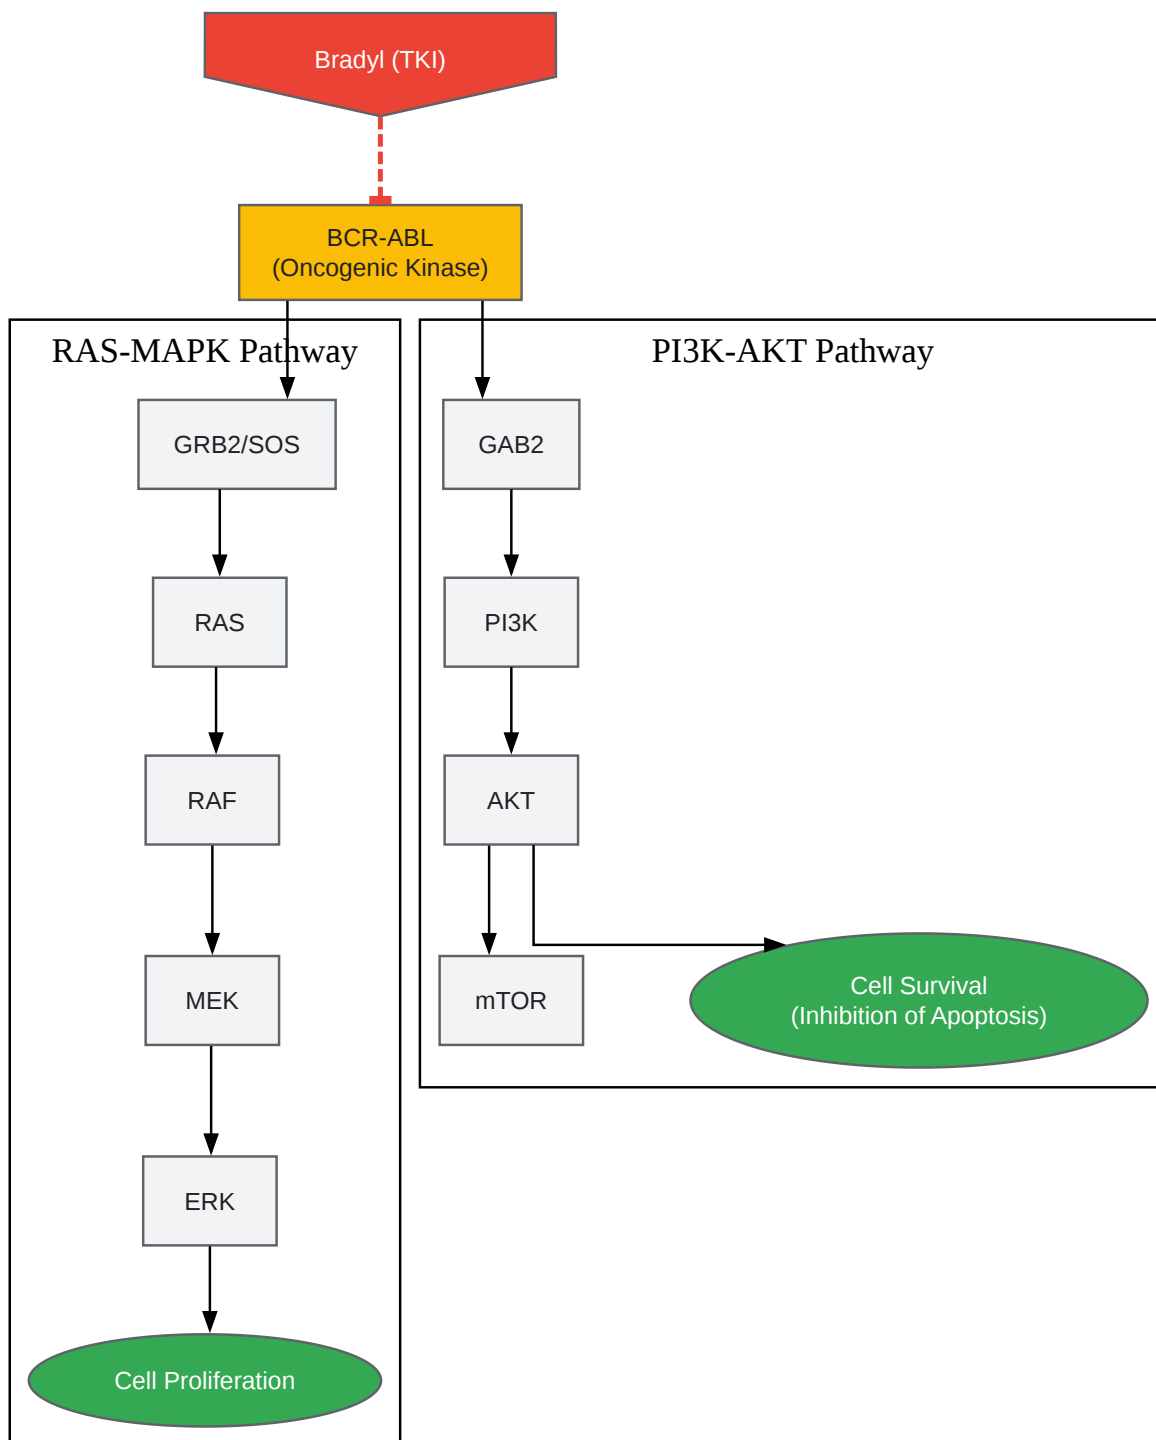 Bradyl (TKI)
BCR-ABL
(Oncogenic Kinase)
RAS-MAPK Pathway
GRB2/SOS
RAS
RAF
MEK
ERK
Cell Proliferation
PI3K-AKT Pathway
GAB2
PI3K
AKT
mTOR
Cell Survival
(Inhibition of Apoptosis)